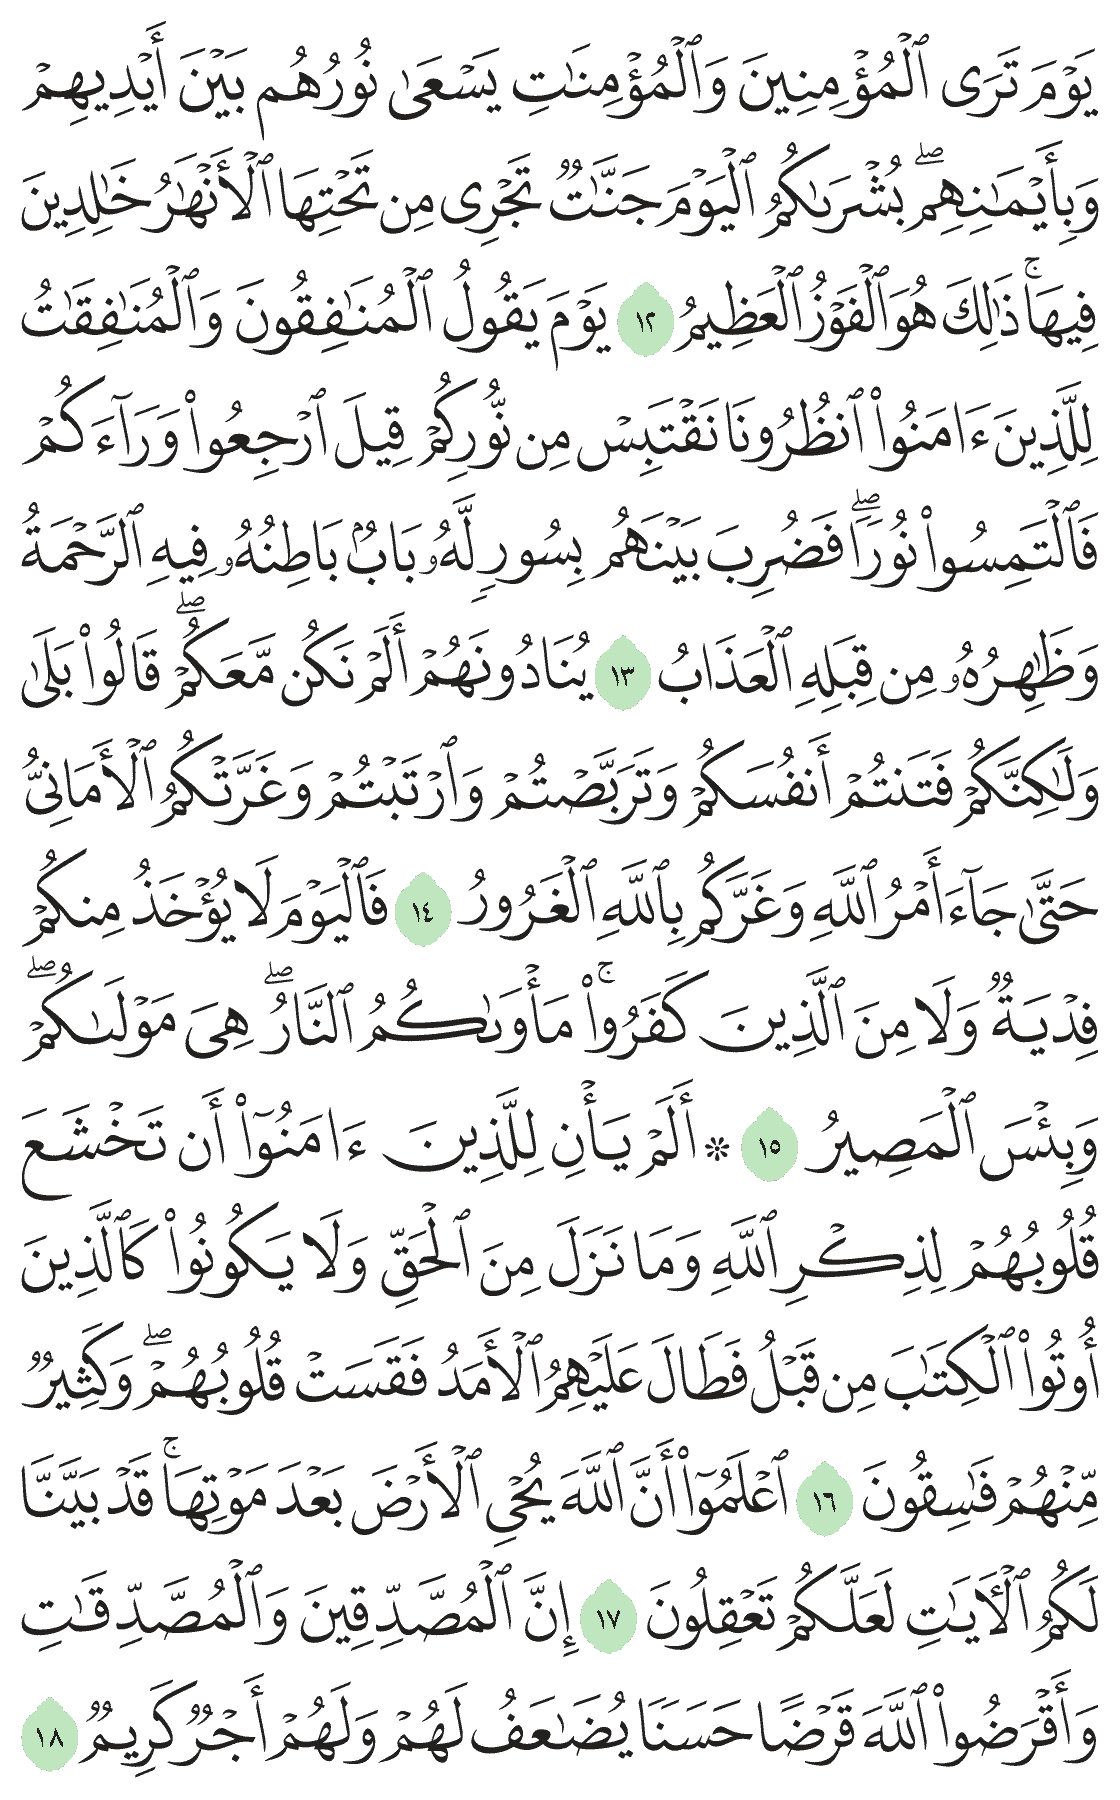 يَوْمَ تَرَى ٱلْمُؤْمِنِينَ وَٱلْمُؤْمِنَٰتِ يَسْعَىٰ نُورُهُم بَيْنَ أَيْدِيهِمْ
وَبِأَيْمَٰنِهِمۖ بُشْرَىٰكُمُ ٱلْيَوْمَ جَنَّٰتٌ تَجْرِى مِن تَحْتِهَا ٱلْأَنْهَٰرُ خَٰلِدِينَ
فِيهَاۚ ذَٰلِكَ هُوَ ٱلْفَوْزُ ٱلْعَظِيمُ ١٢ يَوْمَ يَقُولُ ٱلْمُنَٰفِقُونَ وَٱلْمُنَٰفِقَٰتُ
لِلَّذِينَ ءَامَنُوا۟ ٱنظُرُونَا نَقْتَبِسْ مِن نُّورِكُمْ قِيلَ ٱرْجِعُوا۟ وَرَآءَكُمْ
فَٱلْتَمِسُوا۟ نُورًاۖ فَضُرِبَ بَيْنَهُم بِسُورٍ لَّهُۥ بَابٌۢ بَاطِنُهُۥ فِيهِ ٱلرَّحْمَةُ
وَظَٰهِرُهُۥ مِن قِبَلِهِ ٱلْعَذَابُ ١٣ يُنَادُونَهُمْ أَلَمْ نَكُن مَّعَكُمْۖ قَالُوا۟ بَلَىٰ
وَلَٰكِنَّكُمْ فَتَنتُمْ أَنفُسَكُمْ وَتَرَبَّصْتُمْ وَٱرْتَبْتُمْ وَغَرَّتْكُمُ ٱلْأَمَانِىُّ
حَتَّىٰ جَآءَ أَمْرُ ٱللَّهِ وَغَرَّكُم بِٱللَّهِ ٱلْغَرُورُ ١٤ فَٱلْيَوْمَ لَا يُؤْخَذُ مِنكُمْ
فِدْيَةٌ وَلَا مِنَ ٱلَّذِينَ كَفَرُوا۟ۚ مَأْوَىٰكُمُ ٱلنَّارُۖ هِىَ مَوْلَىٰكُمْۖ
وَبِئْسَ ٱلْمَصِيرُ ١٥ ۞ أَلَمْ يَأْنِ لِلَّذِينَ ءَامَنُوٓا۟ أَن تَخْشَعَ
قُلُوبُهُمْ لِذِكْرِ ٱللَّهِ وَمَا نَزَلَ مِنَ ٱلْحَقِّ وَلَا يَكُونُوا۟ كَٱلَّذِينَ
أُوتُوا۟ ٱلْكِتَٰبَ مِن قَبْلُ فَطَالَ عَلَيْهِمُ ٱلْأَمَدُ فَقَسَتْ قُلُوبُهُمْۖ وَكَثِيرٌ
مِّنْهُمْ فَٰسِقُونَ ١٦ ٱعْلَمُوٓا۟ أَنَّ ٱللَّهَ يُحْىِ ٱلْأَرْضَ بَعْدَ مَوْتِهَاۚ قَدْ بَيَّنَّا
لَكُمُ ٱلْـَٔايَٰتِ لَعَلَّكُمْ تَعْقِلُونَ ١٧ إِنَّ ٱلْمُصَّدِّقِينَ وَٱلْمُصَّدِّقَٰتِ
وَأَقْرَضُوا۟ ٱللَّهَ قَرْضًا حَسَنًا يُضَٰعَفُ لَهُمْ وَلَهُمْ أَجْرٌ كَرِيمٌ ١٨